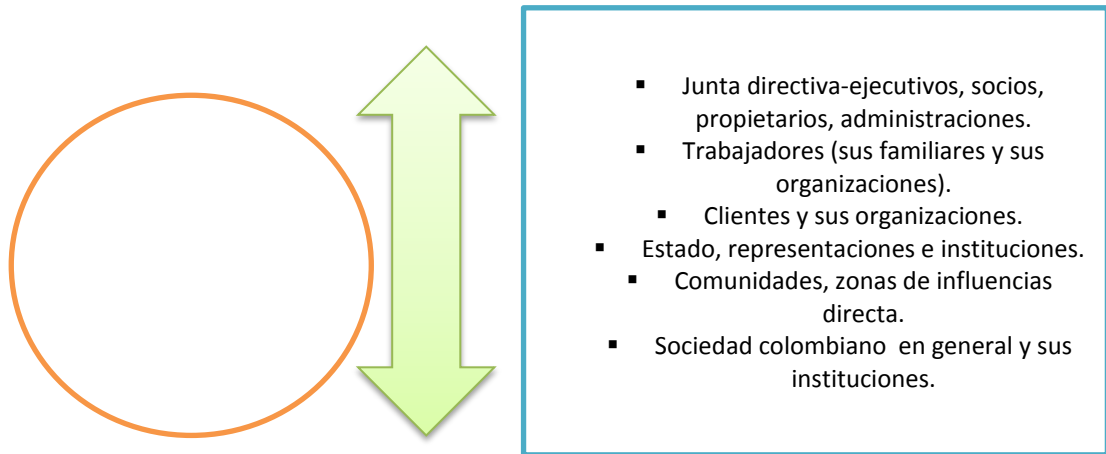 ▪ Junta directiva-ejecutivos, socios,
propietarios, administraciones.
▪ Trabajadores (sus familiares y sus
organizaciones).
▪ Clientes y sus organizaciones.
▪ Estado, representaciones e instituciones.
▪ Comunidades, zonas de influencias
directa.
▪ Sociedad colombiano en general y sus
instituciones.